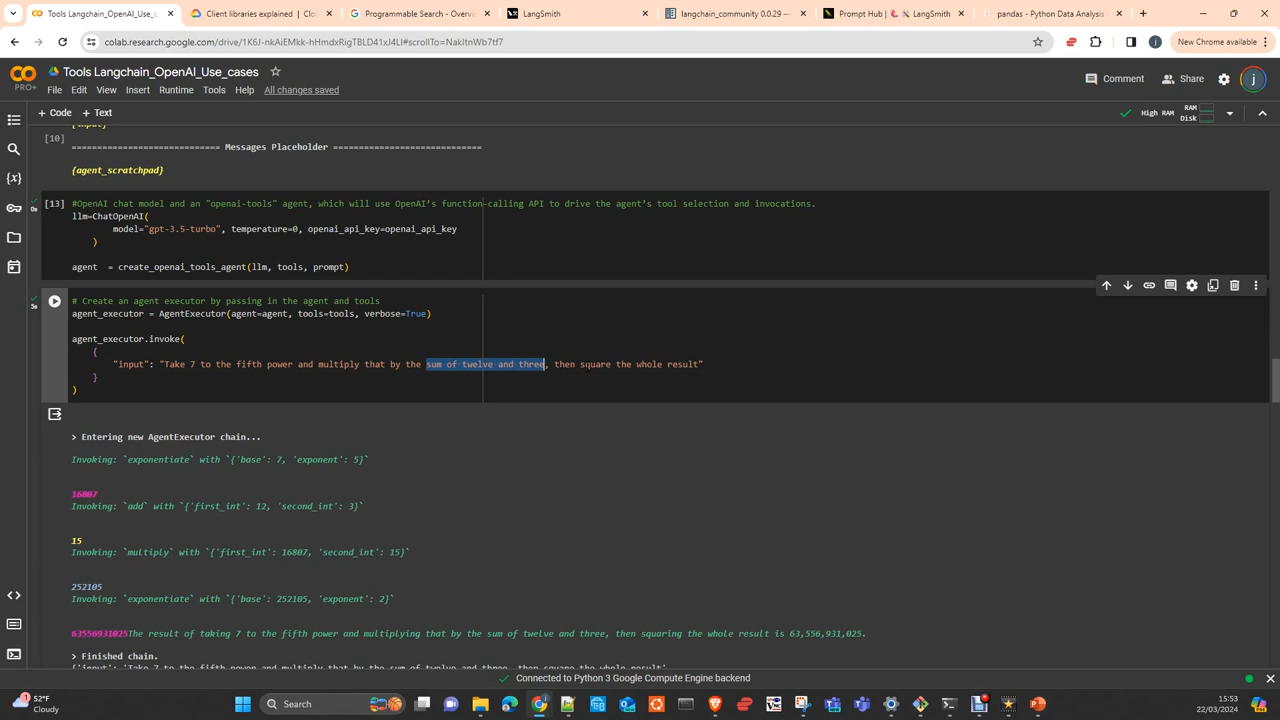 Tools Langchain_OpenAI_Use_c
Client libraries explained | Clou
Programmable Search - Overvie
LangSmith
langchain_community 0.0.29 —
Prompt Hub |
LangSmith
pandas - Python Data Analysis l
colab.research.google.com/drive/1K6J-nkAiEMkk-hHmdxRigTBLD41xJ4LI#scrollTo=NakItnWb7tf7
New Chrome available
CO
PRO+
Tools Langchain_OpenAI_Use_cases
Comment
Share
j
File Edit View Insert Runtime Tools Help All changes saved
+ Code + Text
High RAM
RAM
Disk
{input}
[10]
============================= Messages Placeholder =============================
{agent_scratchpad}
[13]
0s
#OpenAI chat model and an "openai-tools" agent, which will use OpenAI's function-calling API to drive the agent's tool selection and invocations.
llm=ChatOpenAI(
model="gpt-3.5-turbo", temperature=0, openai_api_key=openai_api_key
)
agent = create_openai_tools_agent(llm, tools, prompt)
5s
# Create an agent executor by passing in the agent and tools
agent_executor = AgentExecutor(agent=agent, tools=tools, verbose=True)
agent_executor.invoke(
{
"input": "Take 7 to the fifth power and multiply that by the sum of twelve and three, then square the whole result"
}
)
> Entering new AgentExecutor chain...
Invoking: `exponentiate` with `{'base': 7, 'exponent': 5}`
16807
Invoking: `add` with `{'first_int': 12, 'second_int': 3}`
15
Invoking: `multiply` with `{'first_int': 16807, 'second_int': 15}`
252105
Invoking: `exponentiate` with `{'base': 252105, 'exponent': 2}`
63556931025The result of taking 7 to the fifth power and multiplying that by the sum of twelve and three, then squaring the whole result is 63,556,931,025.
> Finished chain.
{'input': 'Take 7 to the fifth power and multiply that by the sum of twelve and three, then square the whole result',
Connected to Python 3 Google Compute Engine backend
1
52°F
Cloudy
Search
15:53
22/03/2024